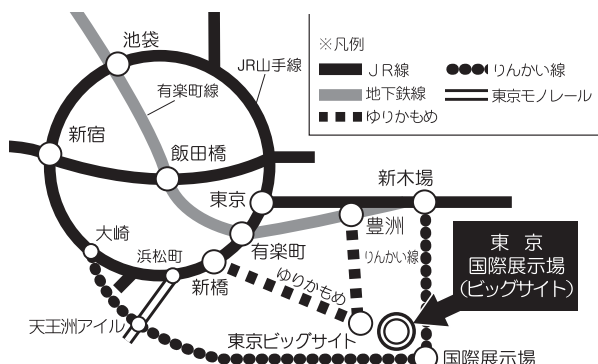 池袋
JR山手線
有楽町線
※凡例
JR線
りんかい線
地下鉄線
東京モノレール
ゆりかもめ
新宿
飯田橋
東京
新木場
豊洲
大崎
浜松町
有楽町
新橋
りんかい線
ゆりかもめ
東京
国際展示場
(ビッグサイト)
天王洲アイル
東京ビッグサイト
国際展示場